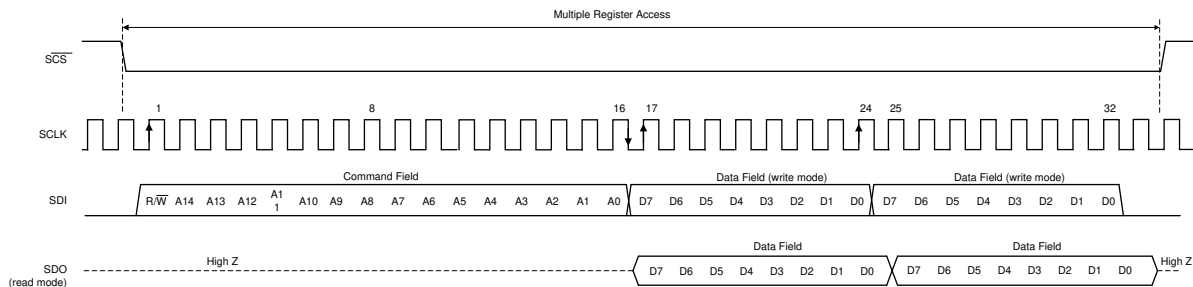 Multiple Register Access
SCS
1 8 16 17 24 25 32
SCLK
Command Field Data Field (write mode) Data Field (write mode)
SDI R/W A14 A13 A12 A1 A10 A9 A8 A7 A6 A5 A4 A3 A2 A1 A0 D7 D6 D5 D4 D3 D2 D1 D0 D7 D6 D5 D4 D3 D2 D1 D0
1
Data Field Data Field
High Z High Z
SDO D7 D6 D5 D4 D3 D2 D1 D0 D7 D6 D5 D4 D3 D2 D1 D0
(read mode)